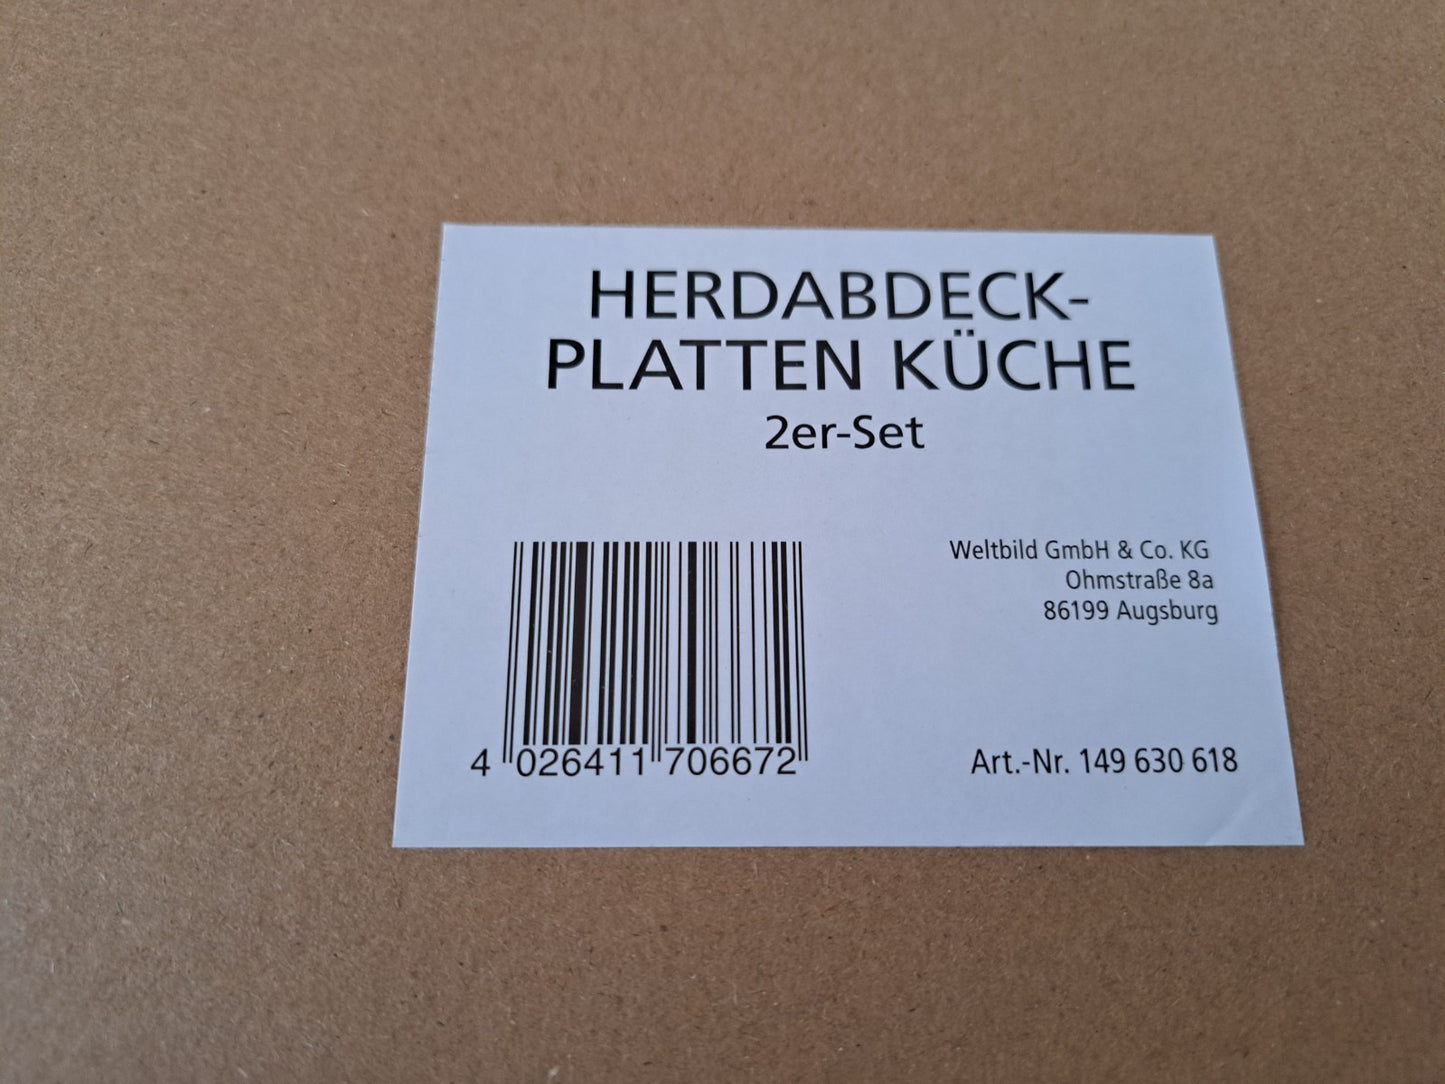 HERDABDECK-
PLATTEN KÜCHE
2er-Set
Weltbild GmbH & Co. KG
Ohmstraße 8a
86199 Augsburg
4 026411 706672
Art.-Nr. 149 630 618